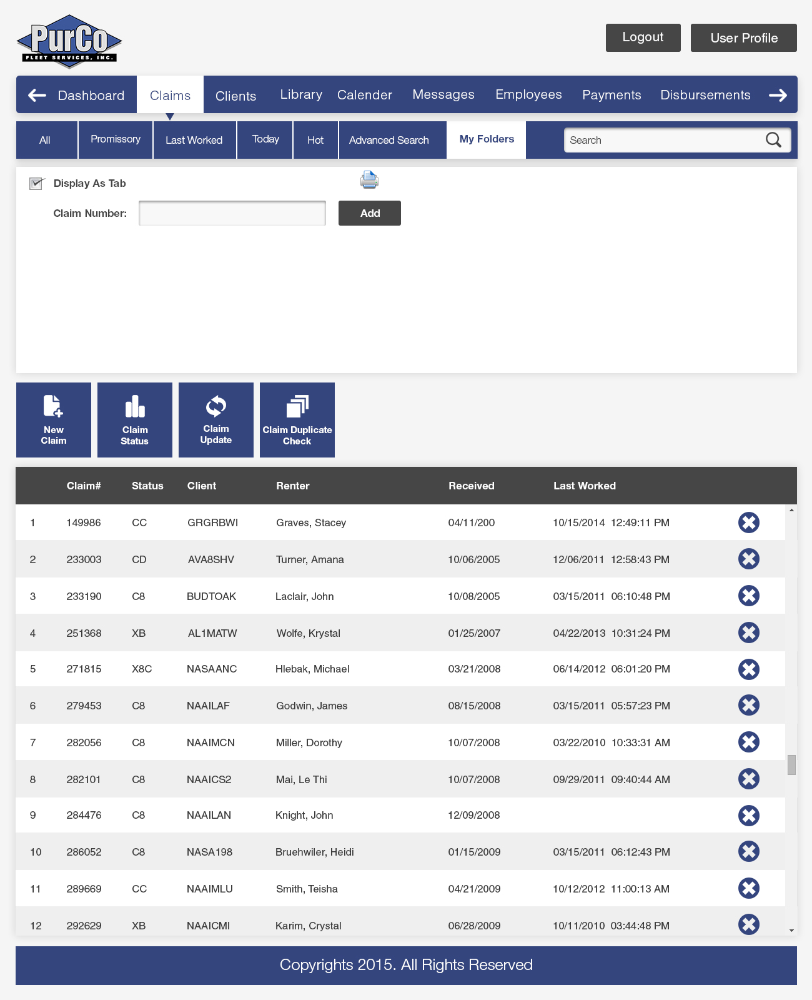 PurCo
FLEET SERVICES, INC.
Logout User Profile
Dashboard Claims Clients Library Calender Messages Employees Payments Disbursements
All Promissory Last Worked Today Hot Advanced Search My Folders Search
Display As Tab
Claim Number: Add
New Claim
Claim Status
Claim Update
Claim Duplicate Check
Claim# Status Client Renter Received Last Worked
1 149986 CC GRGRBWI Graves, Stacey 04/11/200 10/15/2014 12:49:11 PM
2 233003 CD AVA8SHV Turner, Amana 10/06/2005 12/06/2011 12:58:43 PM
3 233190 C8 BUDTOAK Laclair, John 10/08/2005 03/15/2011 06:10:48 PM
4 251368 XB AL1MATW Wolfe, Krystal 01/25/2007 04/22/2013 10:31:24 PM
5 271815 X8C NASAANC Hlebak, Michael 03/21/2008 06/14/2012 06:01:20 PM
6 279453 C8 NAAILAF Godwin, James 08/15/2008 03/15/2011 05:57:23 PM
7 282056 C8 NAAIMCN Miller, Dorothy 10/07/2008 03/22/2010 10:33:31 AM
8 282101 C8 NAAICS2 Mai, Le Thi 10/07/2008 09/29/2011 09:40:44 AM
9 284476 C8 NAAILAN Knight, John 12/09/2008
10 286052 C8 NASA198 Bruehwiler, Heidi 01/15/2009 03/15/2011 06:12:43 PM
11 289669 CC NAAIMLU Smith, Teisha 04/21/2009 10/12/2012 11:00:13 AM
12 292629 XB NAAICMI Karim, Crystal 06/28/2009 10/11/2010 03:44:48 PM
Copyrights 2015. All Rights Reserved